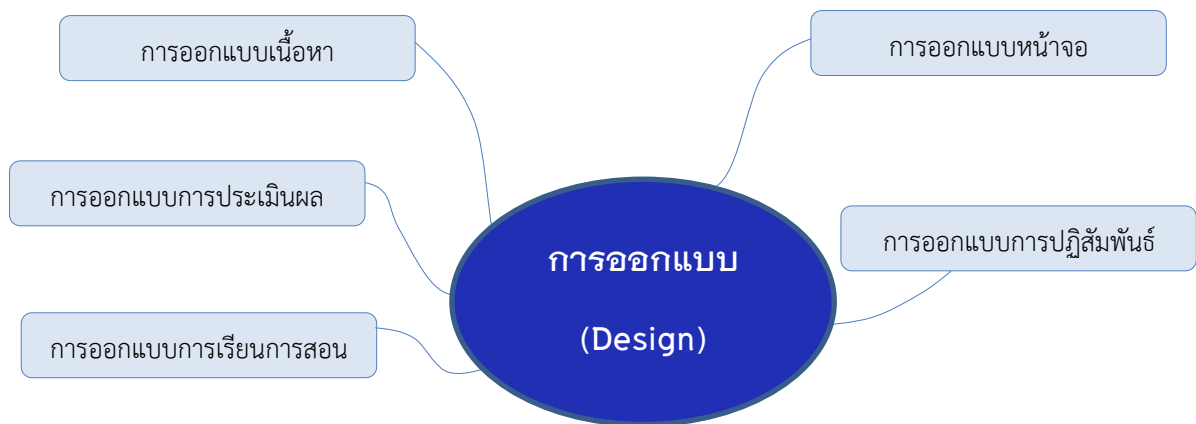 การออกแบบเนื้อหา
การออกแบบหน้าจอ
การออกแบบการประเมินผล
การออกแบบการปฏิสัมพันธ์
การออกแบบ
(Design)
การออกแบบการเรียนการสอน